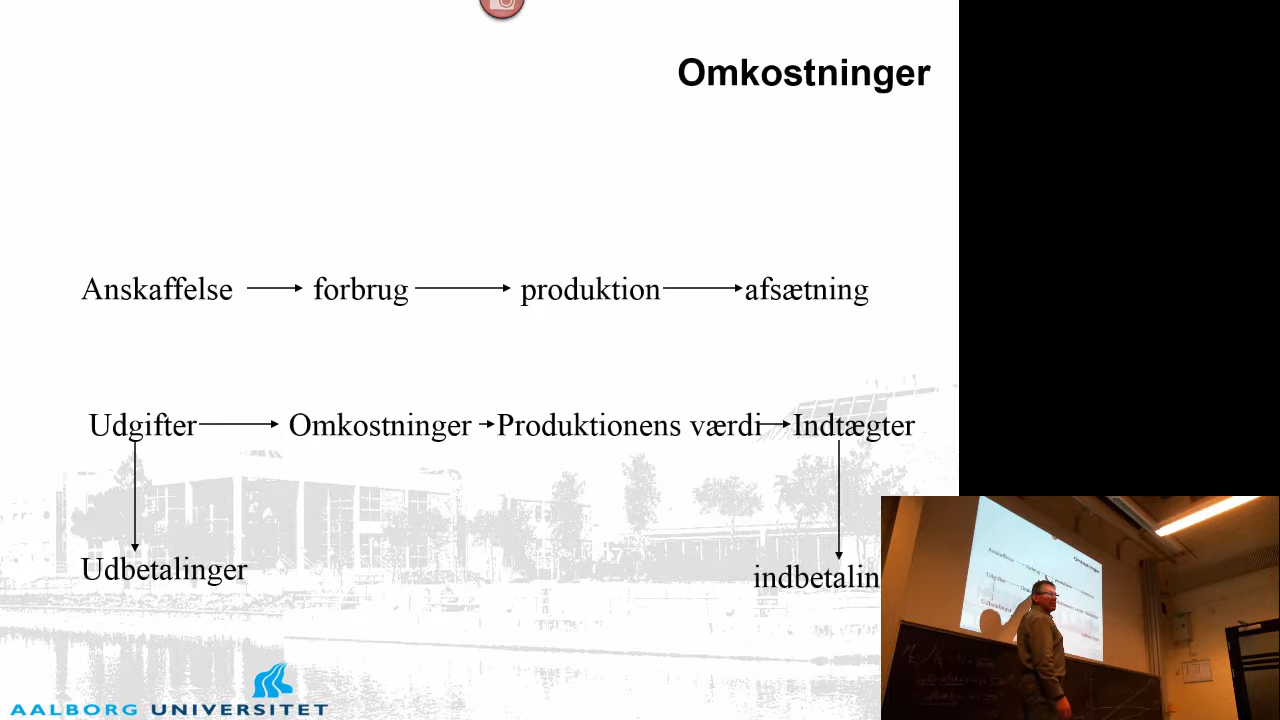 Omkostninger
Anskaffelse forbrug produktion afsætning
Udgifter Omkostninger Produktionens værdi Indtægter
Udbetalinger indbetalin
AALBORG UNIVERSITET